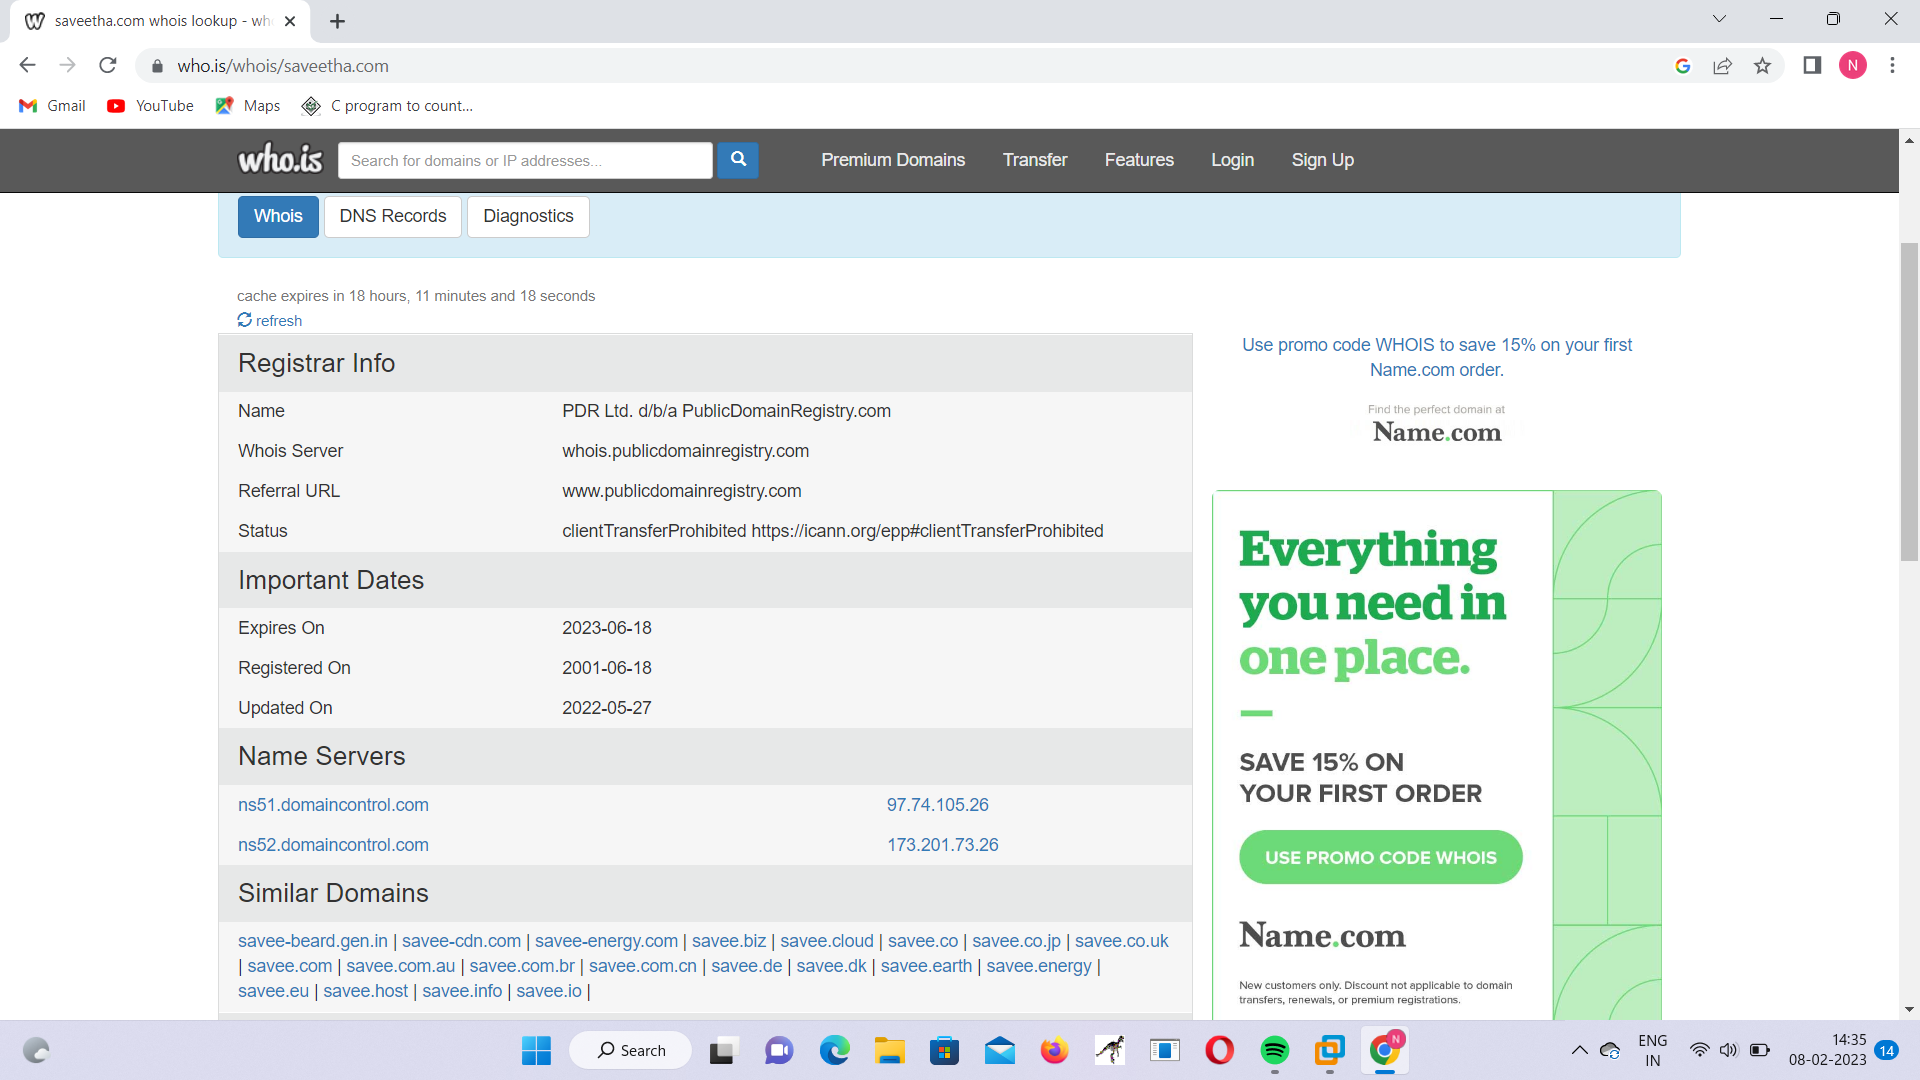 saveetha.com whois lookup - wh
who.is/whois/saveetha.com
N
Gmail
YouTube
Maps
C program to count...
who.is
Search for domains or IP addresses...
Premium Domains
Transfer
Features
Login
Sign Up
Whois
DNS Records
Diagnostics
cache expires in 18 hours, 11 minutes and 18 seconds
refresh
Registrar Info
Name PDR Ltd. d/b/a PublicDomainRegistry.com
Whois Server whois.publicdomainregistry.com
Referral URL www.publicdomainregistry.com
Status clientTransferProhibited https://icann.org/epp#clientTransferProhibited
Important Dates
Expires On 2023-06-18
Registered On 2001-06-18
Updated On 2022-05-27
Name Servers
ns51.domaincontrol.com 97.74.105.26
ns52.domaincontrol.com 173.201.73.26
Similar Domains
savee-beard.gen.in | savee-cdn.com | savee-energy.com | savee.biz | savee.cloud | savee.co | savee.co.jp | savee.co.uk
| savee.com | savee.com.au | savee.com.br | savee.com.cn | savee.de | savee.dk | savee.earth | savee.energy |
savee.eu | savee.host | savee.info | savee.io |
Use promo code WHOIS to save 15% on your first
Name.com order.
Find the perfect domain at
Name.com
Everything
you need in
one place.
SAVE 15% ON
YOUR FIRST ORDER
USE PROMO CODE WHOIS
Name.com
New customers only. Discount not applicable to domain
transfers, renewals, or premium registrations.
Search
N
ENG
IN
14:35
08-02-2023
14